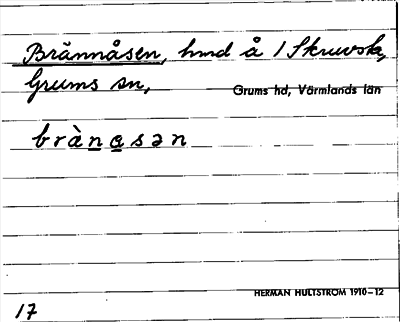 Brännåsen, hmd å 1 Skruvsta,
Grums sn,
Grums hd, Värmlands län
brànasən
HERMAN HULTSTRÖM 1910–12
17